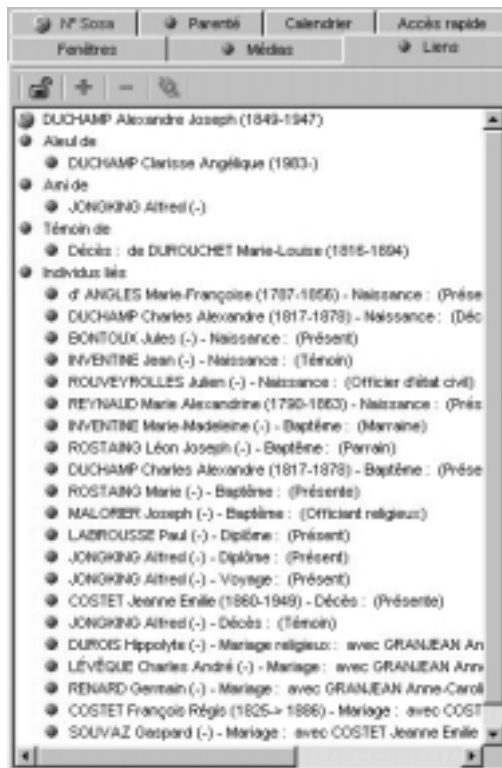 N° Sosa Parenté Calendrier Accès rapide
Fenêtres Médias Liens
DUCHAMP Alexandre Joseph (1849-1947)
Aïeul de
DUCHAMP Clarisse Angélique (1983-)
Ami de
JONGKING Alfred (-)
Témoin de
Décès : de DUROUCHET Marie-Louise (1816-1894)
Individus liés
d' ANGLES Marie-Françoise (1787-1856) - Naissance : (Prése
DUCHAMP Charles Alexandre (1817-1878) - Naissance : (Déc
BONTOUX Jules (-) - Naissance : (Présent)
INVENTINE Jean (-) - Naissance : (Témoin)
ROUVEYROLLES Julien (-) - Naissance : (Officier d'état civil)
REYNAUD Marie Alexandrine (1790-1863) - Naissance : (Prés
INVENTINE Marie-Madeleine (-) - Baptême : (Marraine)
ROSTAING Léon Joseph (-) - Baptême : (Parrain)
DUCHAMP Charles Alexandre (1817-1878) - Baptême : (Prése
ROSTAING Marie (-) - Baptême : (Présente)
MALORIER Joseph (-) - Baptême : (Officiant religieux)
LABROUSSE Paul (-) - Diplôme : (Présent)
JONGKING Alfred (-) - Diplôme : (Présent)
JONGKING Alfred (-) - Voyage : (Présent)
COSTET Jeanne Emilie (1860-1949) - Décès : (Présente)
JONGKING Alfred (-) - Décès : (Témoin)
DUROIS Hippolyte (-) - Mariage religieux : avec GRANJEAN An
LÉVÊQUE Charles André (-) - Mariage : avec GRANJEAN Ann
RENARD Germain (-) - Mariage : avec GRANJEAN Anne-Caroli
COSTET François Régis (1825-> 1886) - Mariage : avec COST
SOUVAZ Gaspard (-) - Mariage : avec COSTET Jeanne Emilie